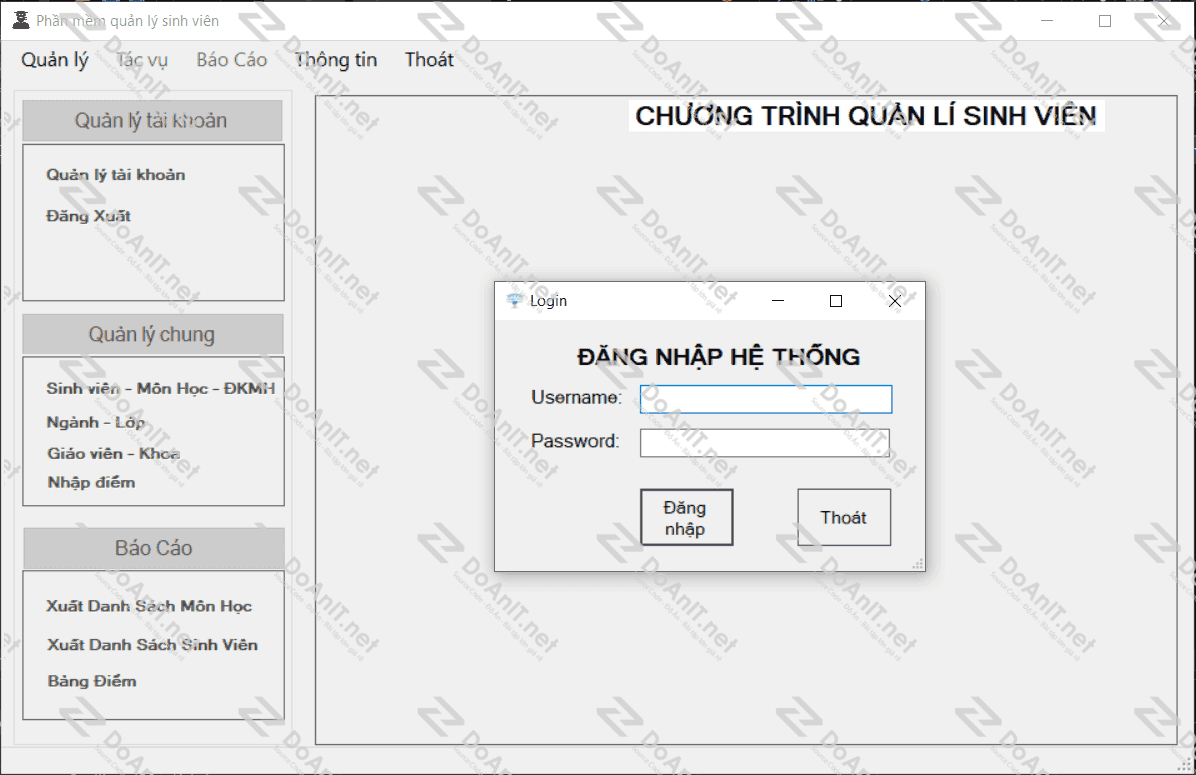 Phần mềm quản lý sinh viên
Quản lý Tác vụ Báo Cáo Thông tin Thoát
Quản lý tài khoản
Quản lý tài khoản
Đăng Xuất
Quản lý chung
Sinh viên - Môn Học - ĐKMH
Ngành - Lớp
Giáo viên - Khoa
Nhập điểm
Báo Cáo
Xuất Danh Sách Môn Học
Xuất Danh Sách Sinh Viên
Bảng Điểm
CHƯƠNG TRÌNH QUẢN LÍ SINH VIÊN
Login
ĐĂNG NHẬP HỆ THỐNG
Username:
Password:
Đăng
nhập
Thoát
DoAnIT.net